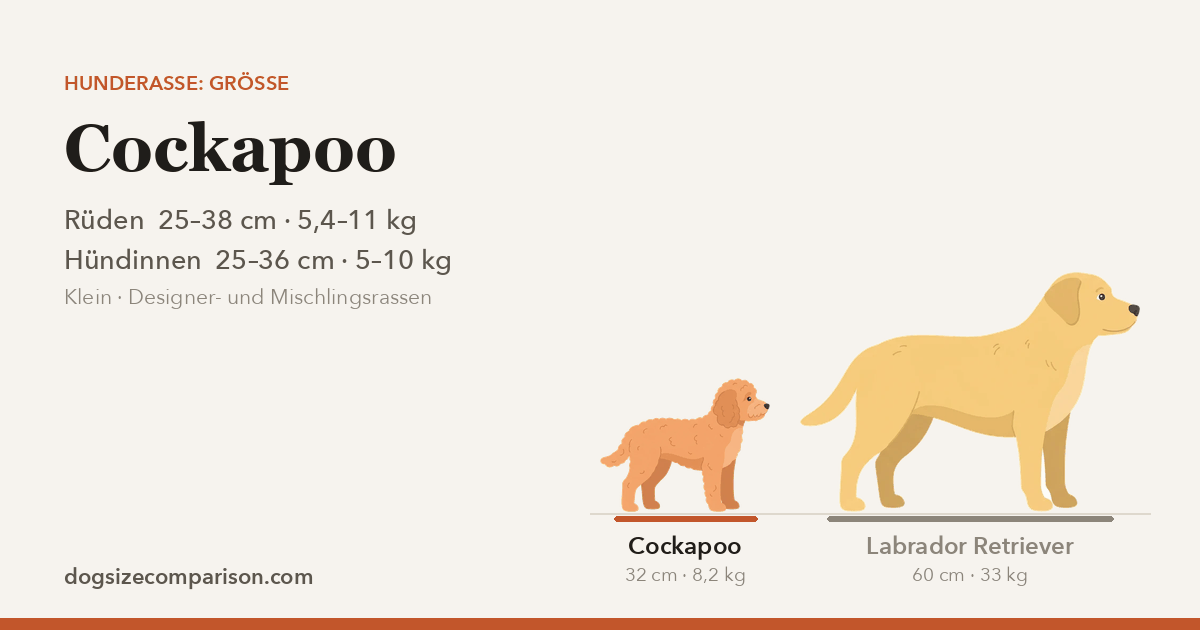 HUNDERASSE: GRÖSSE
Cockapoo
Rüden 25–38 cm · 5,4–11 kg
Hündinnen 25–36 cm · 5–10 kg
Klein · Designer- und Mischlingsrassen
Cockapoo
32 cm · 8,2 kg
Labrador Retriever
60 cm · 33 kg
dogsizecomparison.com